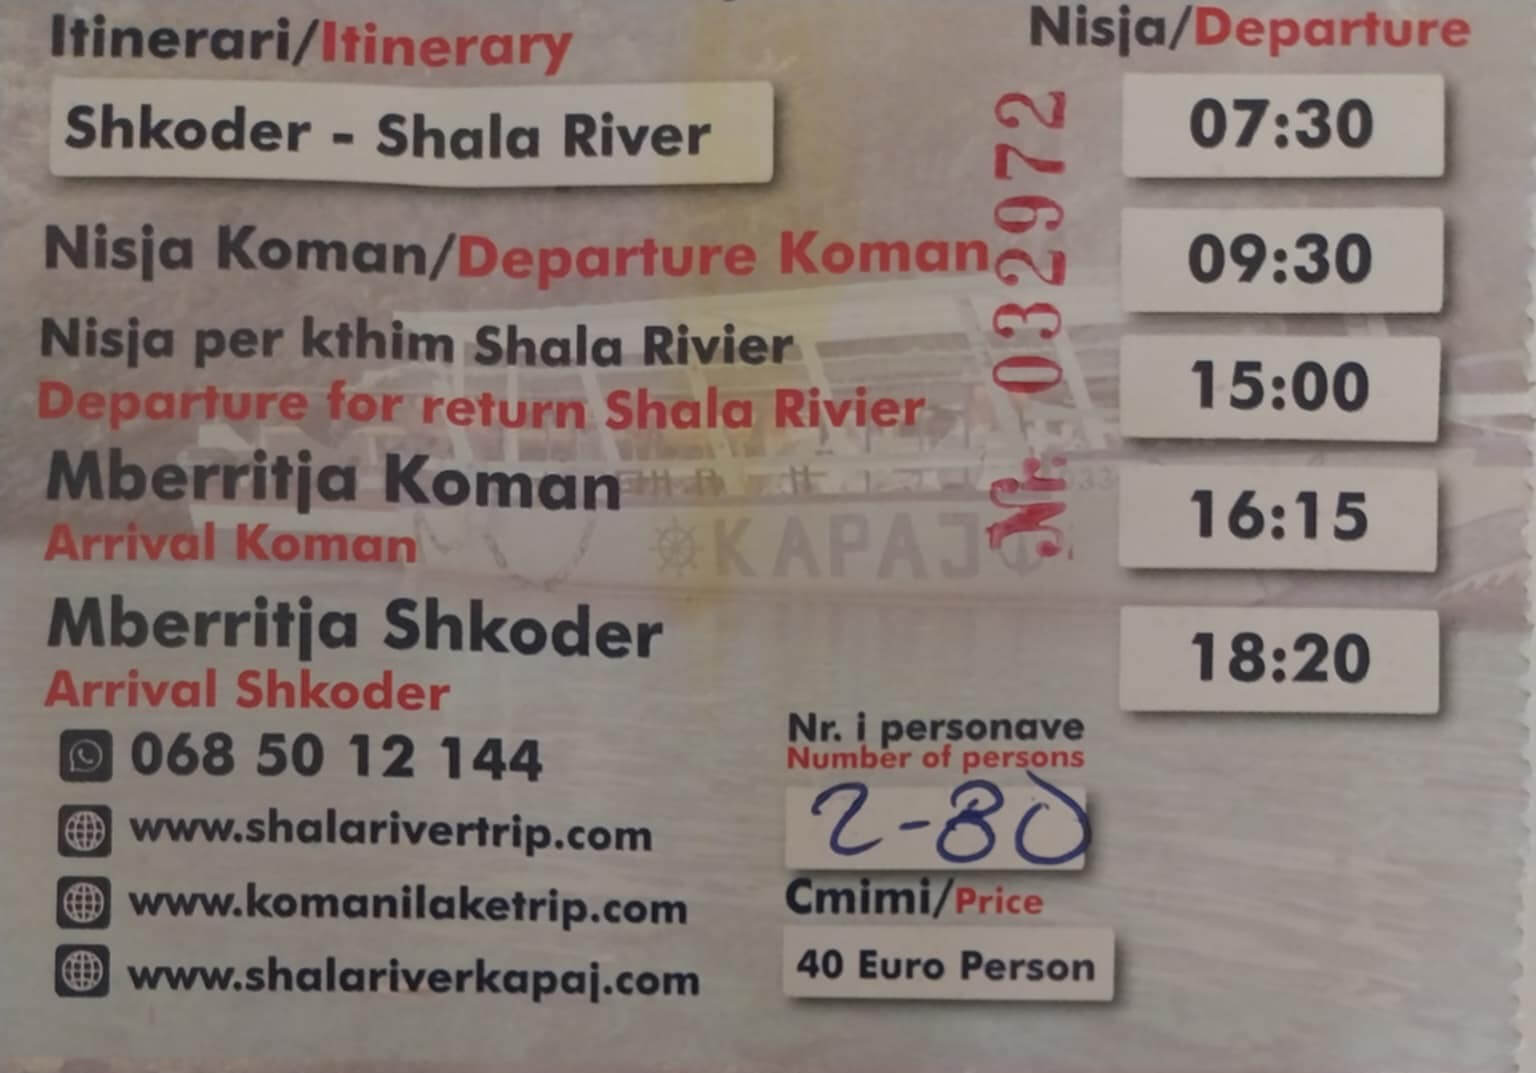 Itinerari/Itinerary
Nisja/Departure
Shkoder - Shala River
07:30
Nr. 032972
Nisja Koman/Departure Koman
09:30
Nisja per kthim Shala Rivier
Departure for return Shala Rivier
15:00
Mberritja Koman
Arrival Koman
16:15
KAPAJ
Mberritja Shkoder
Arrival Shkoder
18:20
068 50 12 144
www.shalarivertrip.com
www.komanilaketrip.com
www.shalariverkapaj.com
Nr. i personave
Number of persons
2-80
Cmimi/Price
40 Euro Person